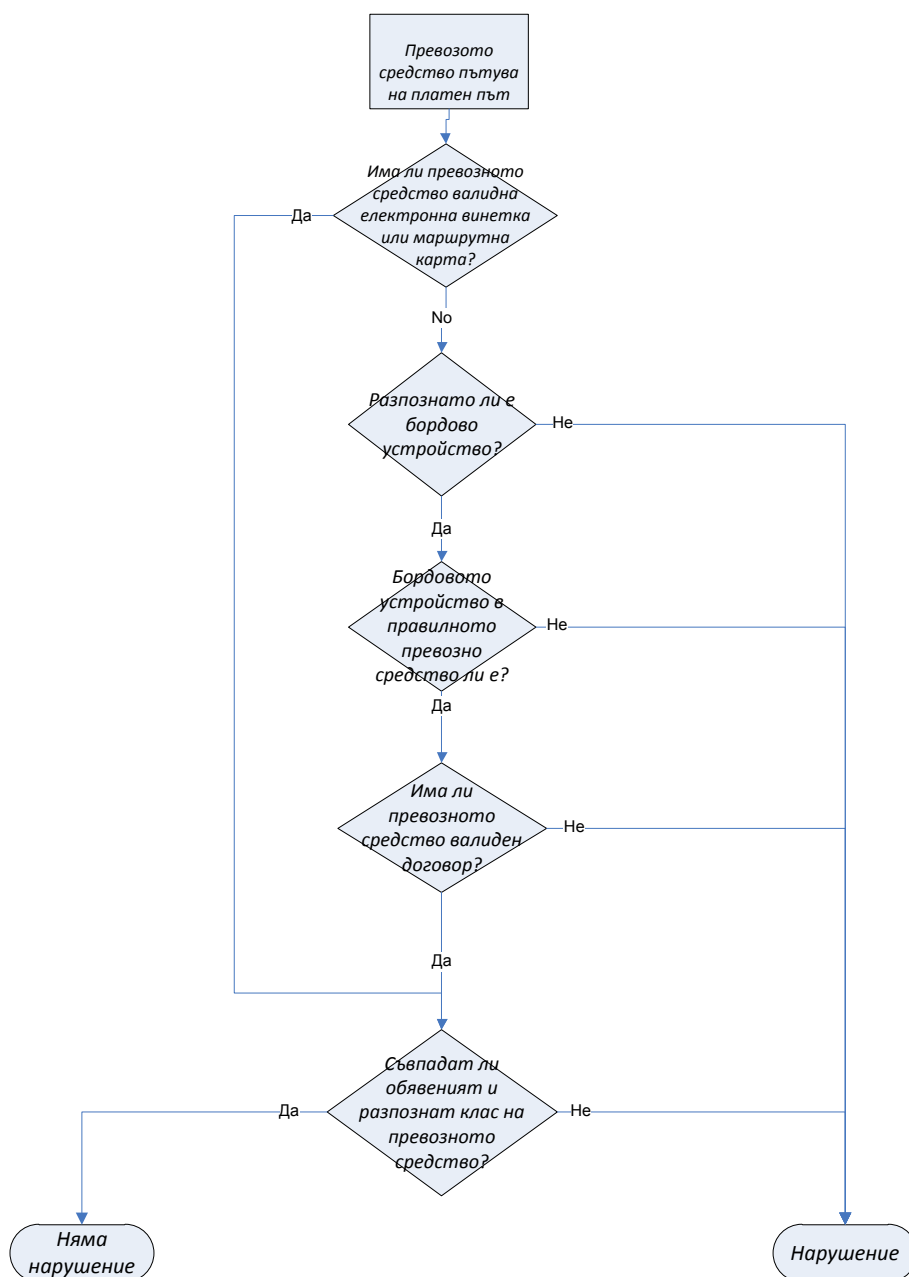 Превозото
средство пътува
на платен път
Има ли превозното
средство валидна
електронна винетка
или маршрутна
карта?
Да
No
Разпознато ли е
бордово
устройство?
Не
Да
Бордовото
устройство в
правилното
превозно
средство ли е?
Не
Да
Има ли
превозното
средство валиден
договор?
Не
Да
Съвпадат ли
обявеният и
разпознат клас на
превозното
средство?
Да
Не
Няма
нарушение
Нарушение